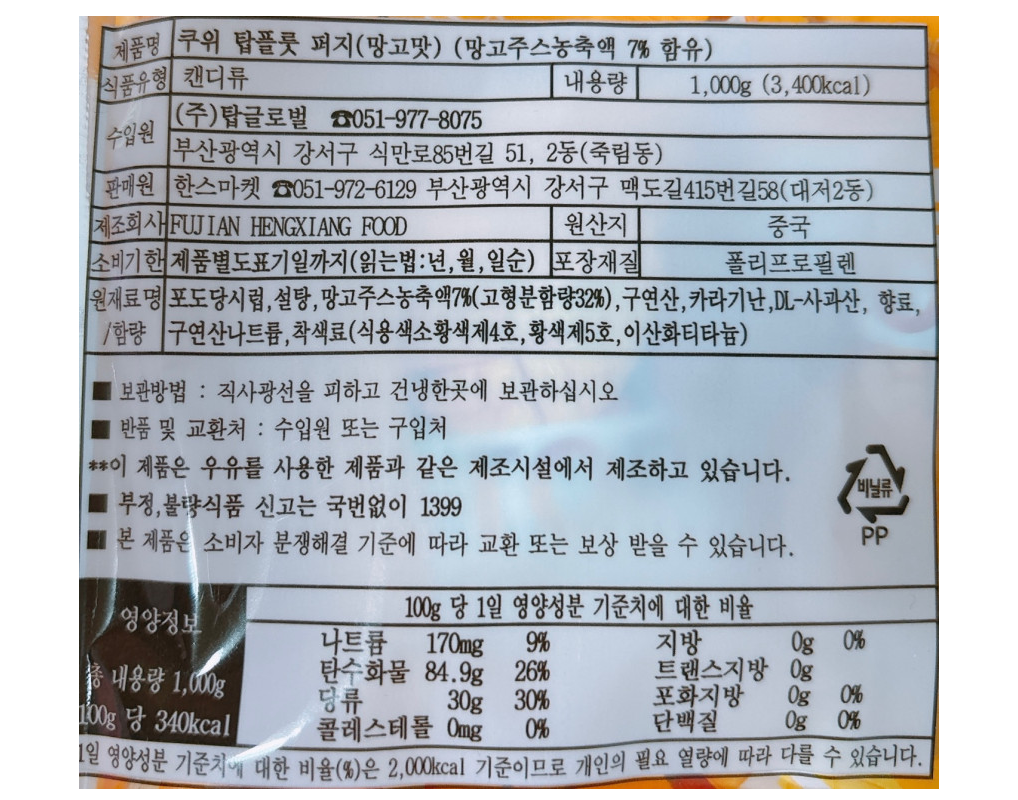 제품명 쿠위 탑플룻 퍼지(망고맛) (망고주스농축액 7% 함유)
식품유형 캔디류 내용량 1,000g (3,400kcal)
수입원 (주)탑글로벌 ☎051-977-8075
부산광역시 강서구 식만로85번길 51, 2동(죽림동)
판매원 한스마켓 ☎051-972-6129 부산광역시 강서구 맥도길415번길58(대저2동)
제조회사 FUJIAN HENGXIANG FOOD 원산지 중국
소비기한 제품별도표기일까지(읽는법:년,월,일순) 포장재질 폴리프로필렌
원재료명 포도당시럽,설탕,망고주스농축액7%(고형분함량32%),구연산,카라기난,DL-사과산, 향료,
/함량 구연산나트륨,착색료(식용색소황색제4호,황색제5호,이산화티타늄)
■ 보관방법 : 직사광선을 피하고 건냉한곳에 보관하십시오
■ 반품 및 교환처 : 수입원 또는 구입처
**이 제품은 우유를 사용한 제품과 같은 제조시설에서 제조하고 있습니다.
■ 부정,불량식품 신고는 국번없이 1399
■ 본 제품은 소비자 분쟁해결 기준에 따라 교환 또는 보상 받을 수 있습니다.
비닐류
PP
영양정보
총 내용량 1,000g
100g 당 340kcal
100g 당 1일 영양성분 기준치에 대한 비율
나트륨 170mg 9% 지방 0g 0%
탄수화물 84.9g 26% 트랜스지방 0g
당류 30g 30% 포화지방 0g 0%
콜레스테롤 0mg 0% 단백질 0g 0%
1일 영양성분 기준치에 대한 비율(%)은 2,000kcal 기준이므로 개인의 필요 열량에 따라 다를 수 있습니다.